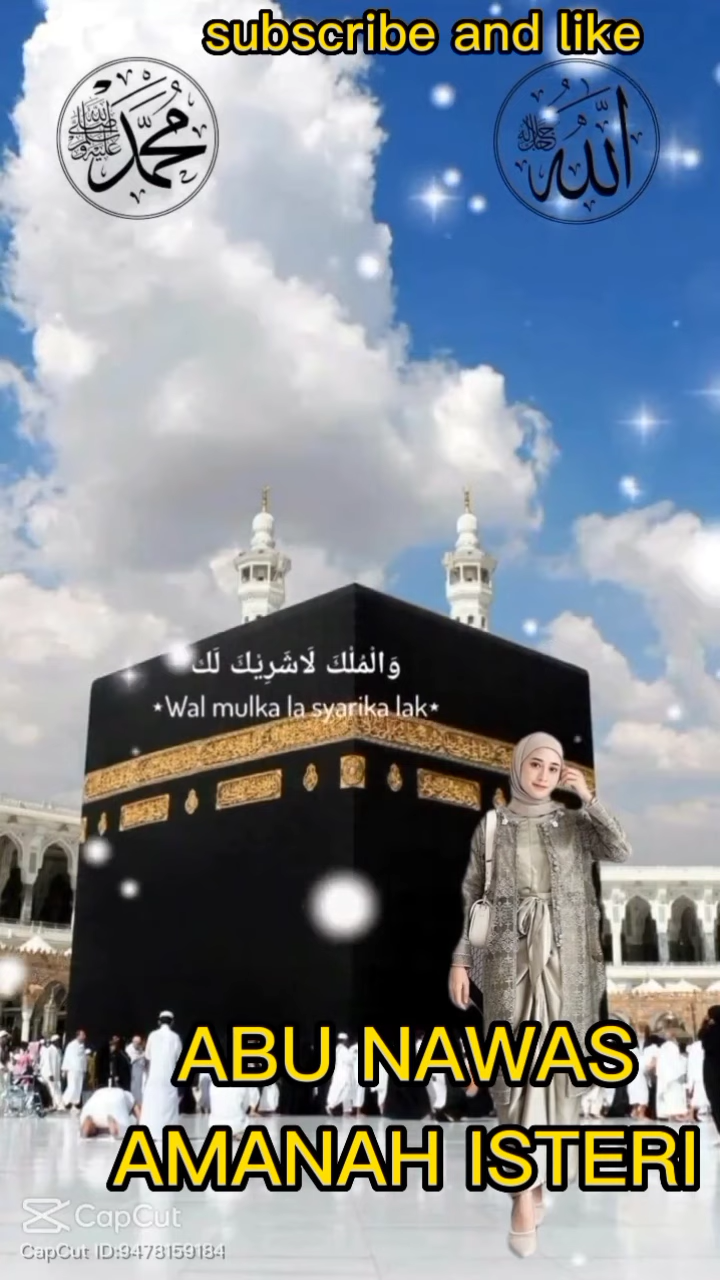 subscribe and like
محمد
صلى الله عليه وسلم
الله
جل جلاله
وَالْمُلْكَ لَاشَرِيْكَ لَكَ
⋆Wal mulka la syarika lak⋆
ABU NAWAS
AMANAH ISTERI
CapCut
CapCut ID:9478159184